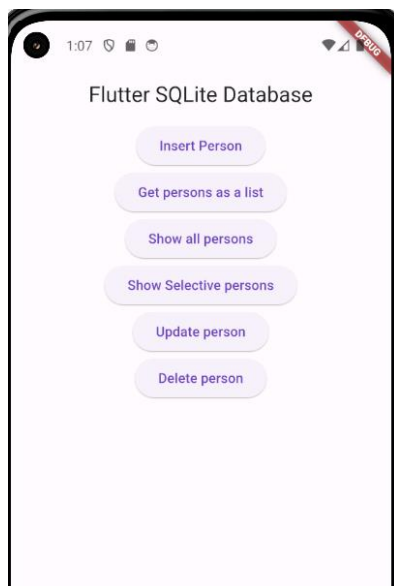 1:07
DEBUG
Flutter SQLite Database
Insert Person
Get persons as a list
Show all persons
Show Selective persons
Update person
Delete person